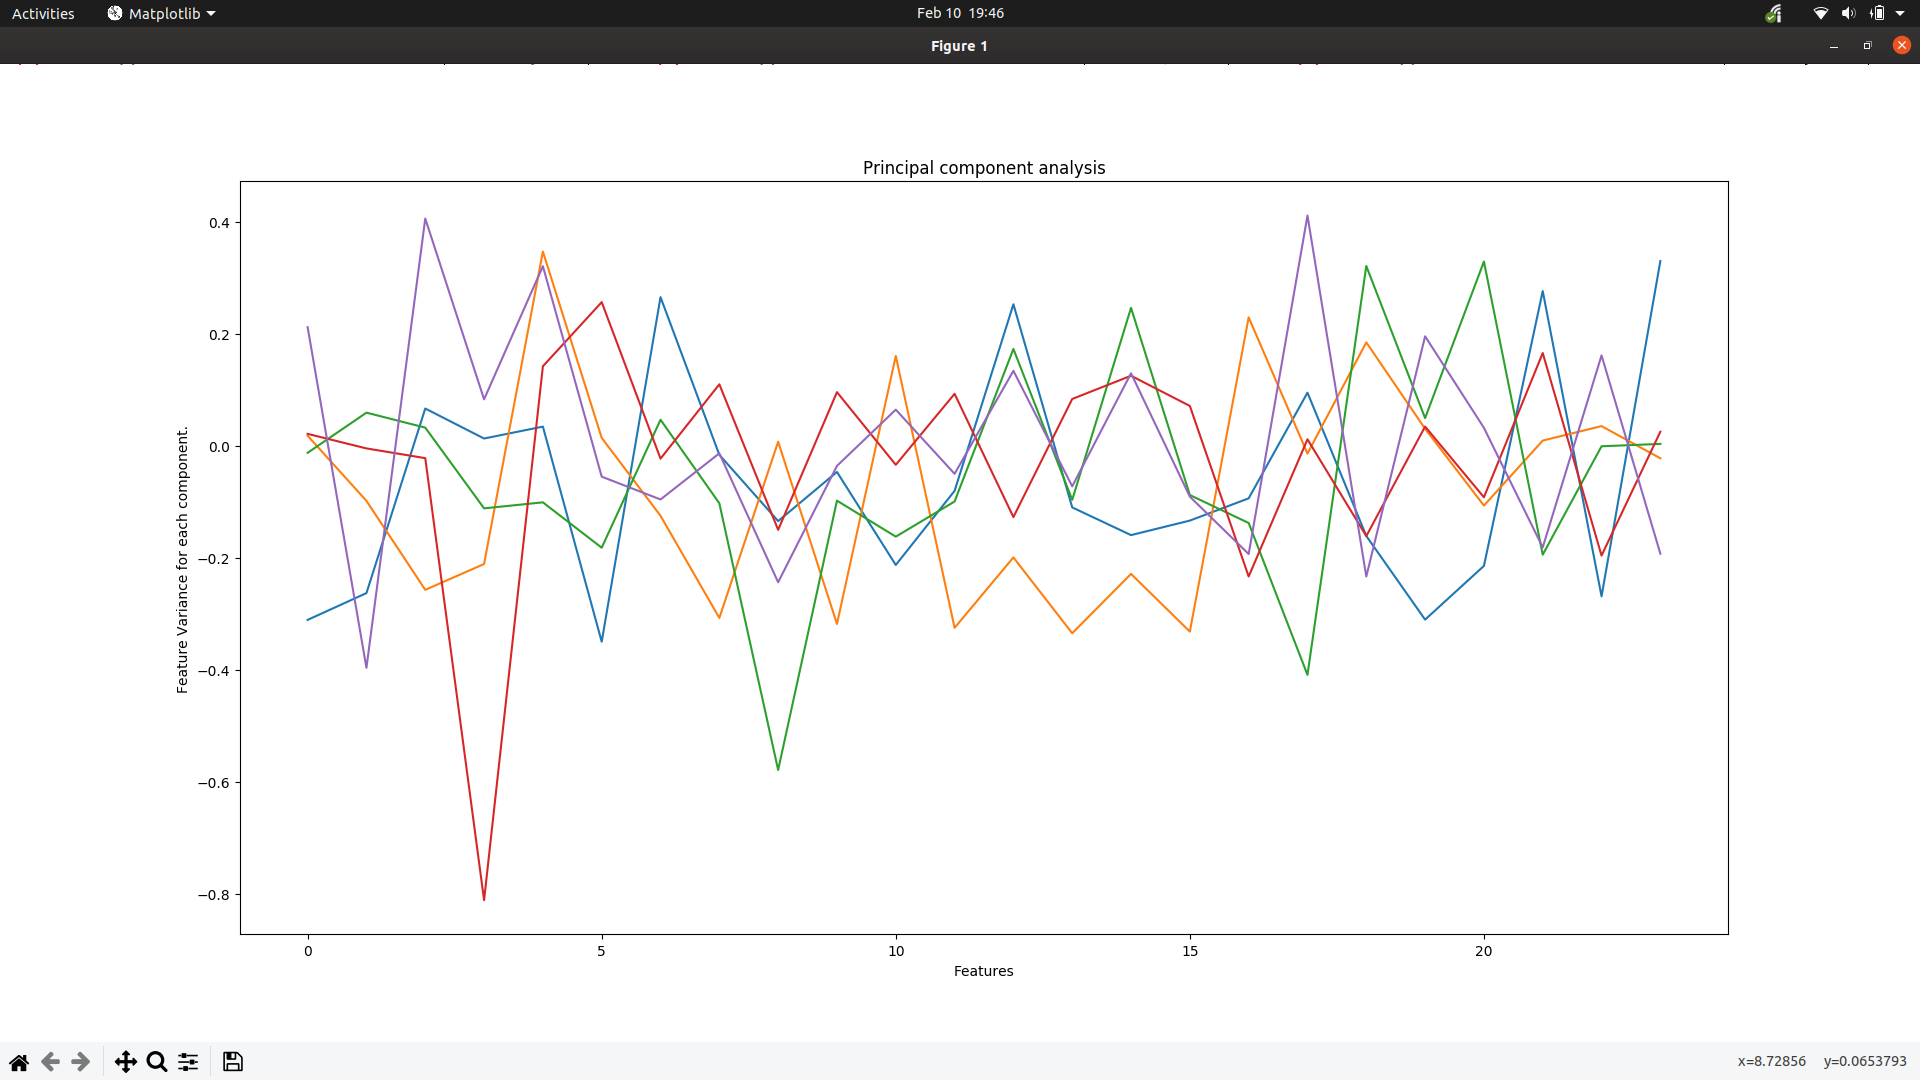 Activities Matplotlib Feb 10 19:46
Figure 1
Principal component analysis
0.4
0.2
0.0
−0.2
−0.4
−0.6
−0.8
Feature Variance for each component.
0 5 10 15 20
Features
x=8.72856 y=0.0653793